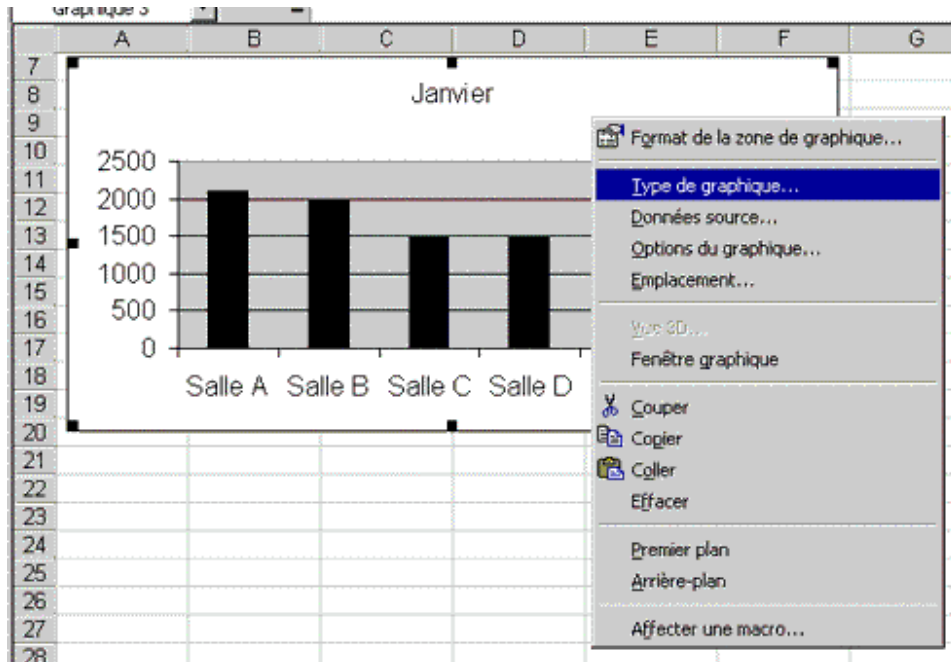 Graphique 3
=
A B C D E F G
7
8
9
10
11
12
13
14
15
16
17
18
19
20
21
22
23
24
25
26
27
28
Janvier
2500
2000
1500
1000
500
0
Salle A Salle B Salle C Salle D
Format de la zone de graphique...
Type de graphique...
Données source...
Options du graphique...
Emplacement...
Vue 3D...
Fenêtre graphique
Couper
Copier
Coller
Effacer
Premier plan
Arrière-plan
Affecter une macro...